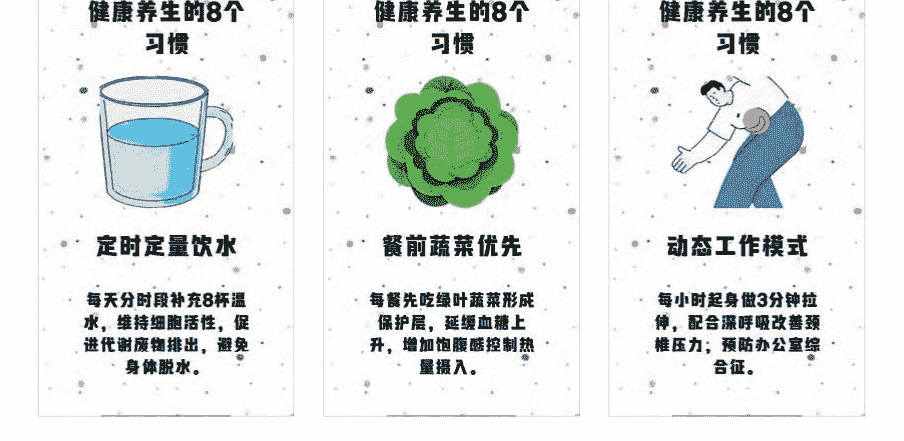 健康养生的8个
习惯
定时定量饮水
每天分时段补充8杯温
水，维持细胞活性，促
进代谢废物排出，避免
身体脱水。
健康养生的8个
习惯
餐前蔬菜优先
每餐先吃绿叶蔬菜形成
保护层，延缓血糖上
升，增加饱腹感控制热
量摄入。
健康养生的8个
习惯
动态工作模式
每小时起身做3分钟拉
伸，配合深呼吸改善颈
椎压力，预防办公室综
合征。